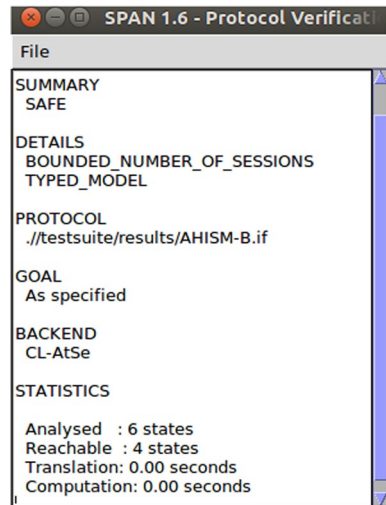 SPAN 1.6 - Protocol Verificati
File
SUMMARY
SAFE
DETAILS
BOUNDED_NUMBER_OF_SESSIONS
TYPED_MODEL
PROTOCOL
.//testsuite/results/AHISM-B.if
GOAL
As specified
BACKEND
CL-AtSe
STATISTICS
Analysed : 6 states
Reachable : 4 states
Translation: 0.00 seconds
Computation: 0.00 seconds